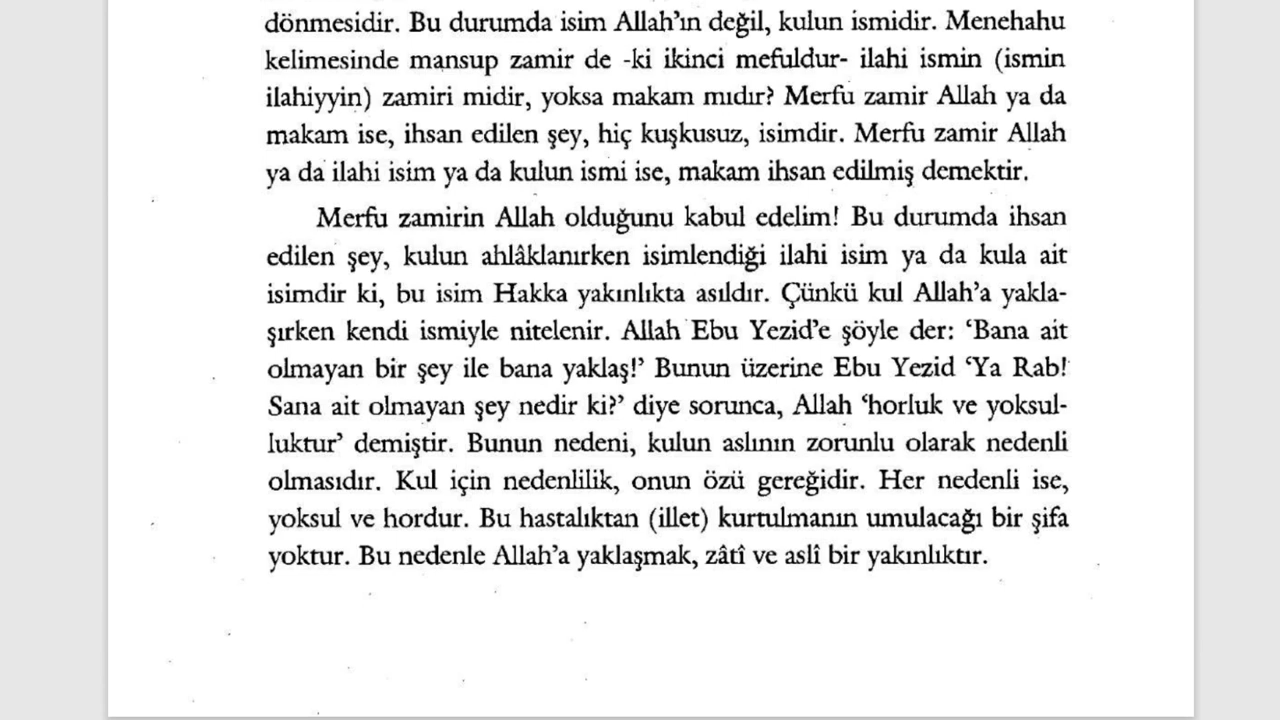 dönmesidir. Bu durumda isim Allah’ın değil, kulun ismidir. Menehahu
kelimesinde mansup zamir de -ki ikinci mefuldur- ilahi ismin (ismin
ilahiyyin) zamiri midir, yoksa makam mıdır? Merfu zamir Allah ya da
makam ise, ihsan edilen şey, hiç kuşkusuz, isimdir. Merfu zamir Allah
ya da ilahi isim ya da kulun ismi ise, makam ihsan edilmiş demektir.
Merfu zamirin Allah olduğunu kabul edelim! Bu durumda ihsan
edilen şey, kulun ahlâklanırken isimlendiği ilahi isim ya da kula ait
isimdir ki, bu isim Hakka yakınlıkta asıldır. Çünkü kul Allah’a yakla-
şırken kendi ismiyle nitelenir. Allah Ebu Yezid’e şöyle der: ‘Bana ait
olmayan bir şey ile bana yaklaş!’ Bunun üzerine Ebu Yezid ‘Ya Rab!
Sana ait olmayan şey nedir ki?’ diye sorunca, Allah ‘horluk ve yoksul-
luktur’ demiştir. Bunun nedeni, kulun aslının zorunlu olarak nedenli
olmasıdır. Kul için nedenlilik, onun özü gereğidir. Her nedenli ise,
yoksul ve hordur. Bu hastalıktan (illet) kurtulmanın umulacağı bir şifa
yoktur. Bu nedenle Allah’a yaklaşmak, zâtî ve aslî bir yakınlıktır.